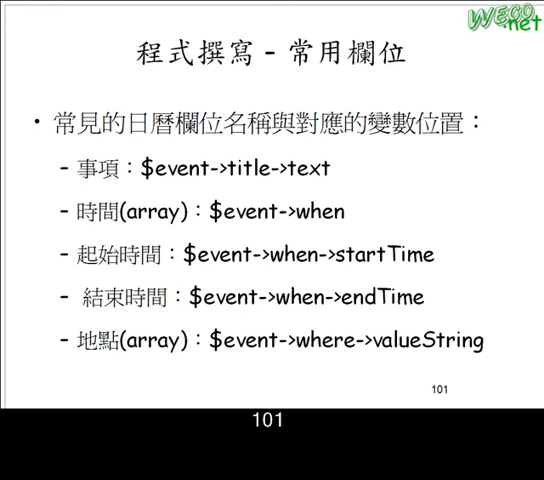 WECO.net
程式撰寫 - 常用欄位
• 常見的日曆欄位名稱與對應的變數位置：
– 事項：$event->title->text
– 時間(array)：$event->when
– 起始時間：$event->when->startTime
– 結束時間：$event->when->endTime
– 地點(array)：$event->where->valueString
101
101